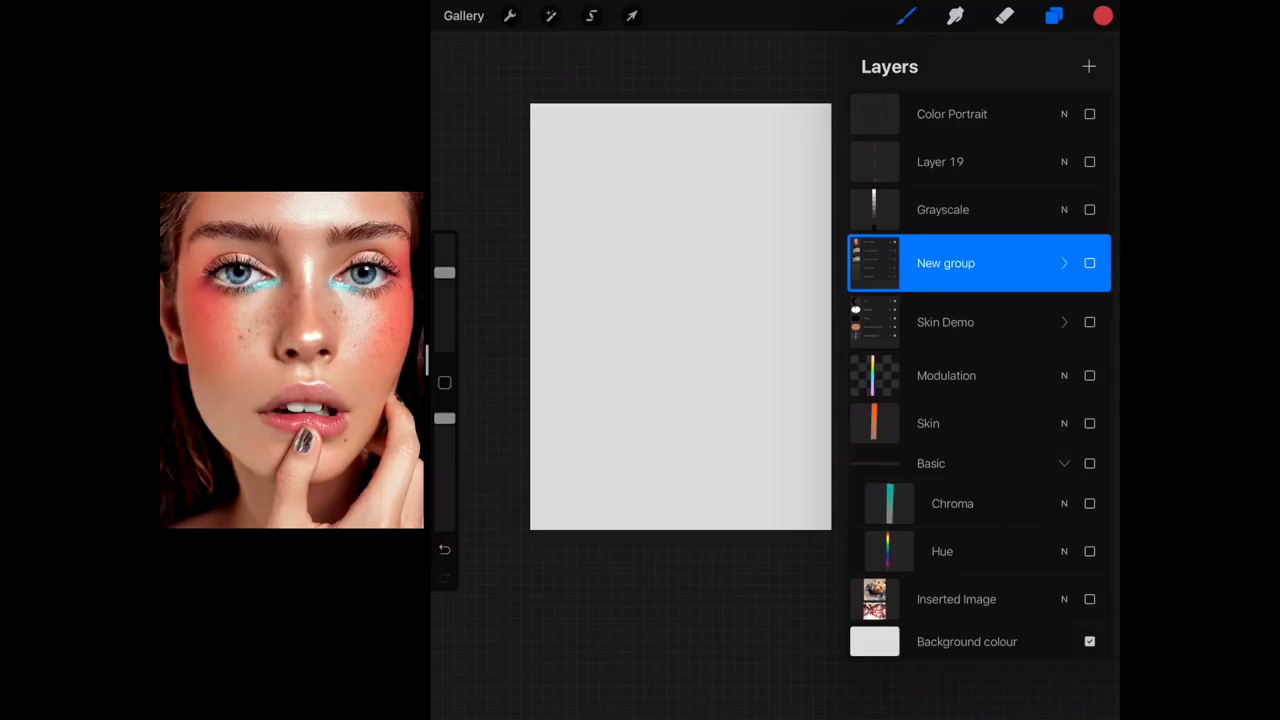 Gallery
Layers
Color Portrait N
Layer 19 N
Grayscale N
New group
Skin Demo
Modulation N
Skin N
Basic
Chroma N
Hue N
Inserted Image N
Background colour